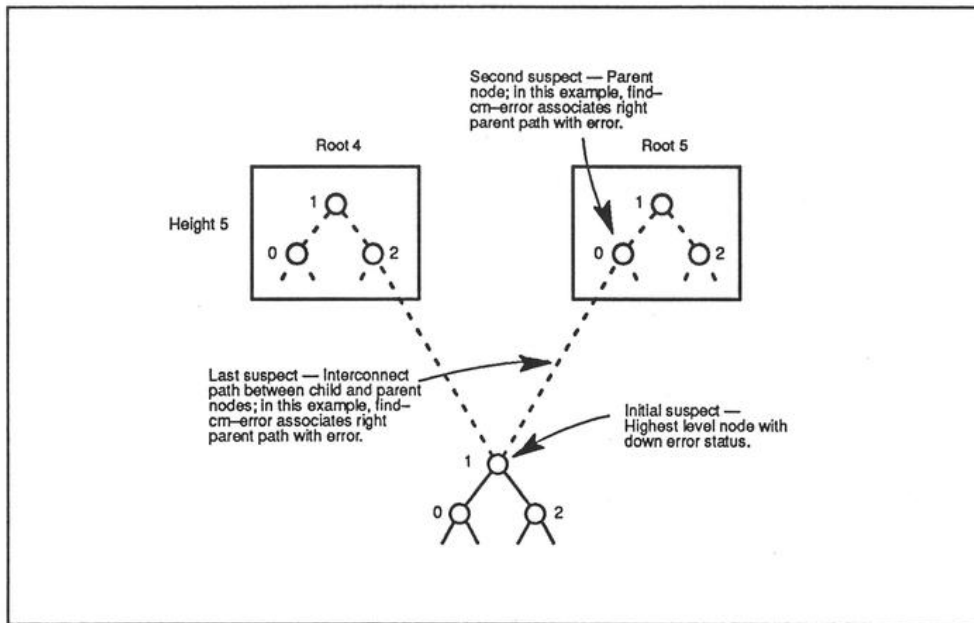 Second suspect — Parent
node; in this example, find–
cm–error associates right
parent path with error.
Root 4
Root 5
Height 5
1
0
2
1
0
2
Last suspect — Interconnect
path between child and parent
nodes; in this example, find–
cm–error associates right
parent path with error.
Initial suspect —
Highest level node with
down error status.
1
0
2